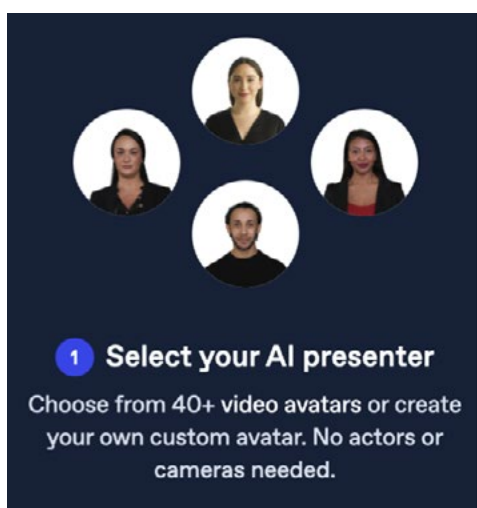 1 Select your AI presenter
Choose from 40+ video avatars or create
your own custom avatar. No actors or
cameras needed.